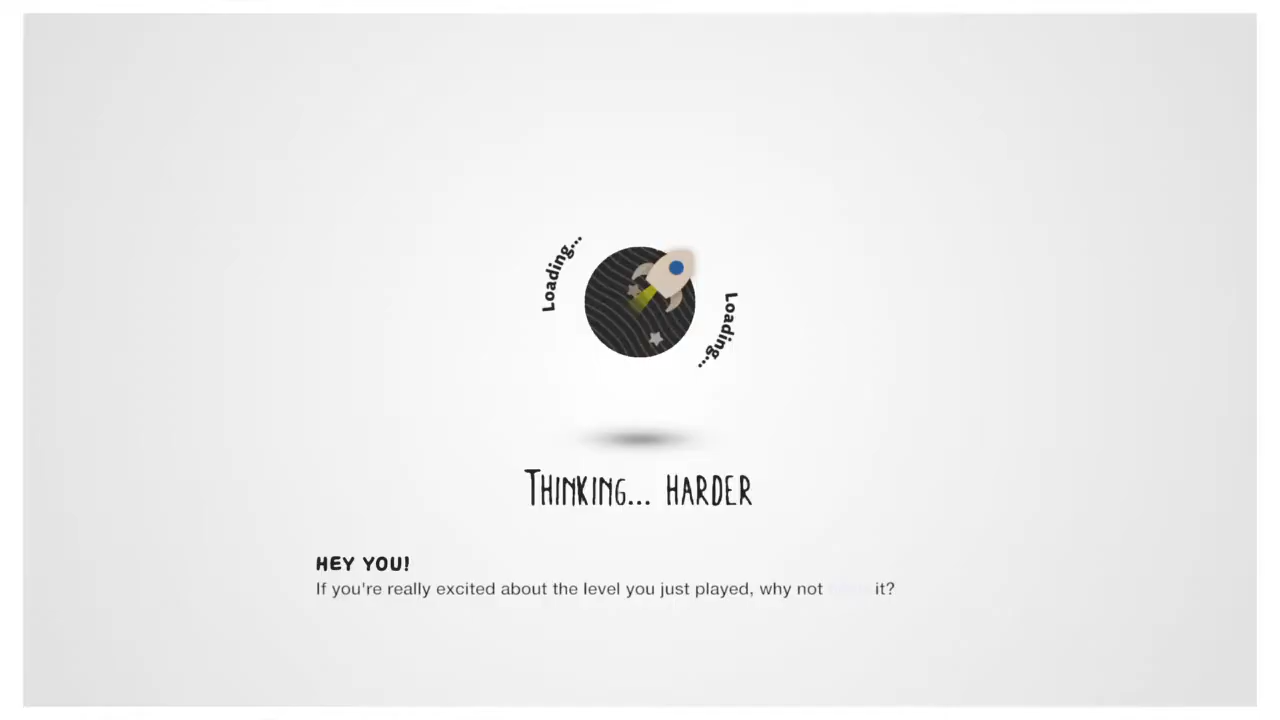 Loading...
Loading...
THINKING... HARDER
HEY YOU!
If you're really excited about the level you just played, why not it?